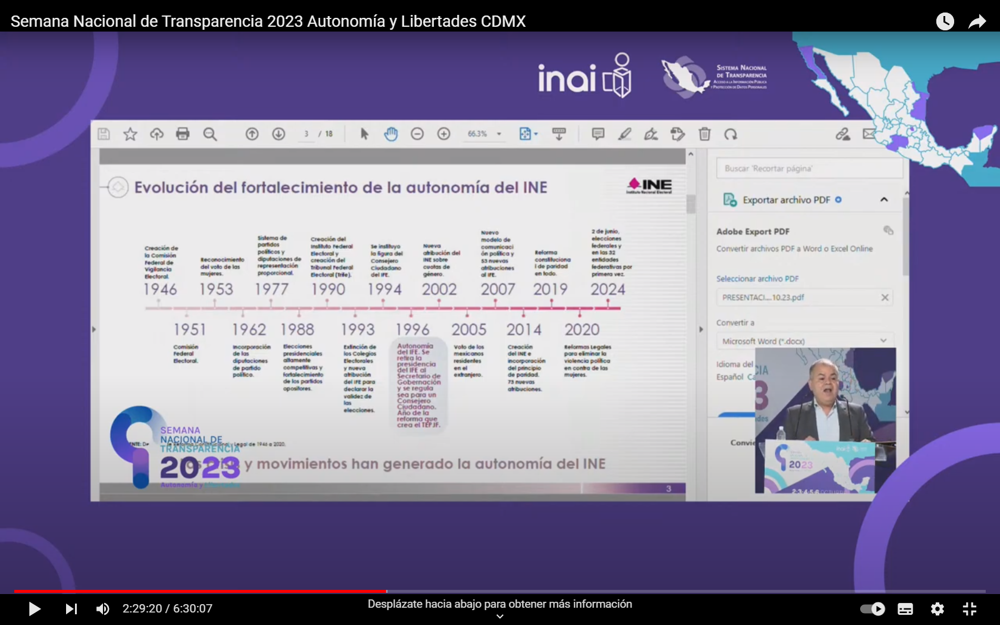 Semana Nacional de Transparencia 2023 Autonomía y Libertades CDMX
inai
SISTEMA NACIONAL
DE TRANSPARENCIA
ACCESO A LA INFORMACIÓN PÚBLICA
Y PROTECCIÓN DE DATOS PERSONALES
3 / 18
66.3%
Buscar 'Recortar página'
Evolución del fortalecimiento de la autonomía del INE
INE
Instituto Nacional Electoral
Exportar archivo PDF
Adobe Export PDF
Convertir archivos PDF a Word o Excel Online
Seleccionar archivo PDF
PRESENTACI....10.23.pdf
Convertir a
Microsoft Word (*.docx)
Idioma del
Español
Convie
Creación de
la Comisión
Federal de
Vigilancia
Electoral.
1946
Reconocimiento
del voto de las
mujeres.
1953
Sistema de
partidos
políticos y
diputaciones de
representación
proporcional.
1977
Creación del
Instituto Federal
Electoral y
creación del
Tribunal Federal
Electoral (Trife).
1990
Se instituyo
la figura del
Consejero
Ciudadano
del IFE.
1994
Nueva
atribución del
INE sobre
cuotas de
género.
2002
Nuevo
modelo de
comunicaci
ón política y
53 nuevas
atribuciones
al IFE.
2007
Reforma
constituciona
l de paridad
en todo.
2019
2 de junio,
elecciones
federales y
en las 32
entidades
federativas por
primera vez.
2024
1951
Comisión
Federal
Electoral.
1962
Incorporación
de las
diputaciones
de partido
político.
1988
Elecciones
presidenciales
altamente
competitivas y
fortalecimiento
de los partidos
opositores.
1993
Extinción de
los Colegios
Electorales
y nueva
atribución
del IFE para
declarar la
validez de
las
elecciones.
1996
Autonomía
del IFE. Se
retira la
presidencia
del IFE al
Secretario de
Gobernación
y se regula
sea para un
Consejero
Ciudadano.
Año de la
reforma que
crea el TEPJF.
2005
Voto de los
mexicanos
residentes
en el
extranjero.
2014
Creación
del INE e
incorporación
del principio
de paridad.
73 nuevas
atribuciones.
2020
Reformas Legales
para eliminar la
violencia política
en contra de las
mujeres.
Legal de 1946 a 2020.
y movimientos han generado la autonomía del INE
3
SEMANA
NACIONAL DE
TRANSPARENCIA
2023
Autonomía y Libertades
CIA
3
des
2023
2·3·4·5·6 OCTUBRE
2:29:20 / 6:30:07
Desplázate hacia abajo para obtener más información